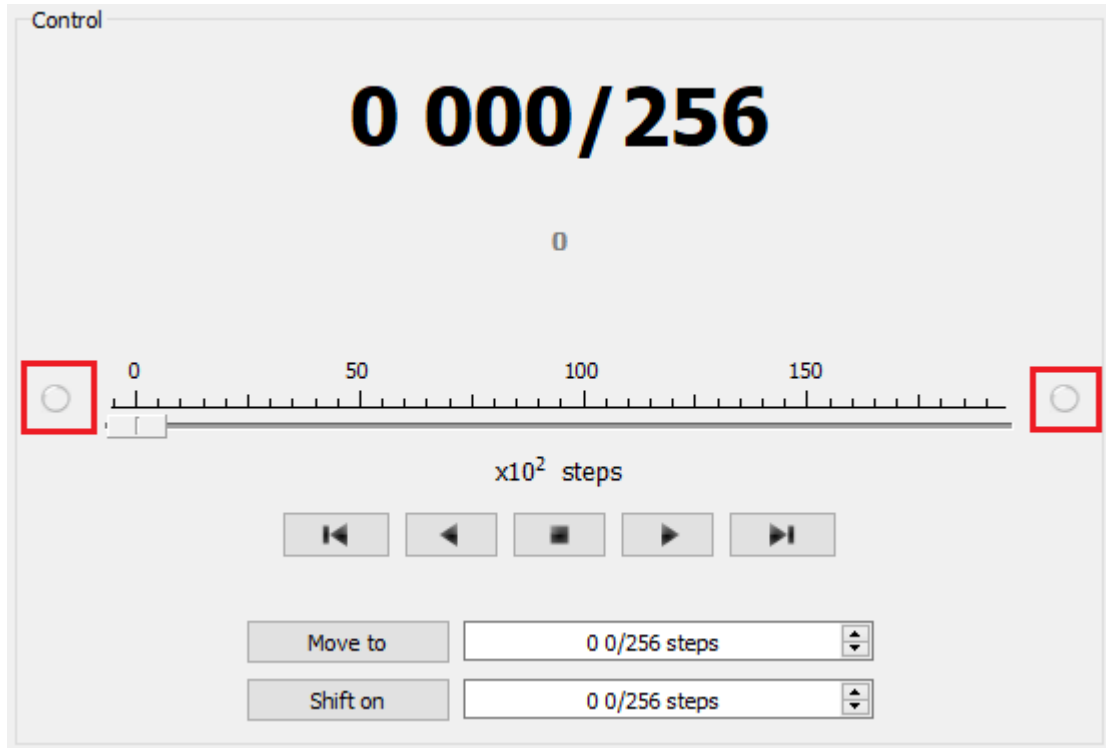 Control
0 000/256
0
0 50 100 150
x10² steps
Move to 0 0/256 steps
Shift on 0 0/256 steps